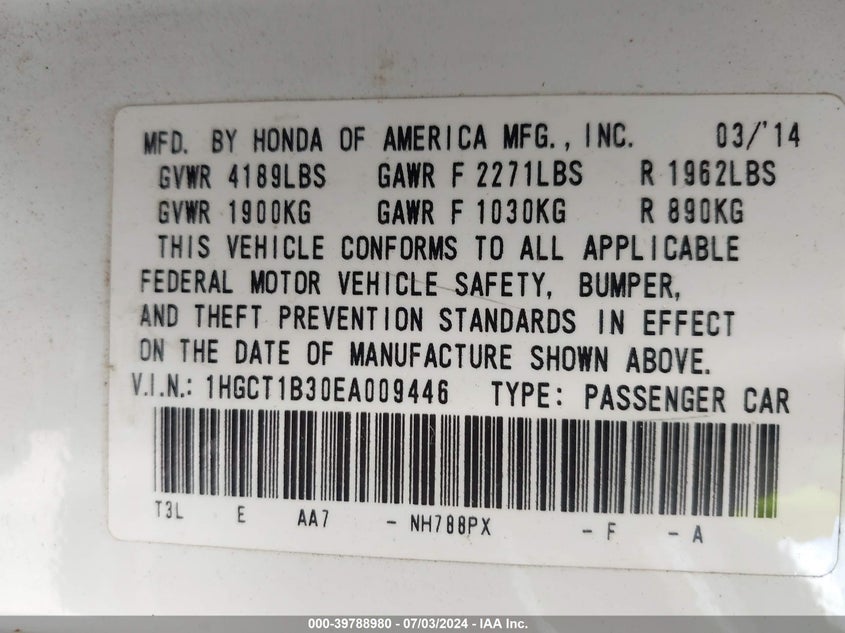 MFD. BY HONDA OF AMERICA MFG., INC. 03/'14
GVWR 4189LBS GAWR F 2271LBS R 1962LBS
GVWR 1900KG GAWR F 1030KG R 890KG
THIS VEHICLE CONFORMS TO ALL APPLICABLE
FEDERAL MOTOR VEHICLE SAFETY, BUMPER,
AND THEFT PREVENTION STANDARDS IN EFFECT
ON THE DATE OF MANUFACTURE SHOWN ABOVE.
V.I.N.: 1HGCT1B30EA009446 TYPE: PASSENGER CAR
T3L E AA7 - NH788PX - F - A
000-39788980 - 07/03/2024 - IAA Inc.